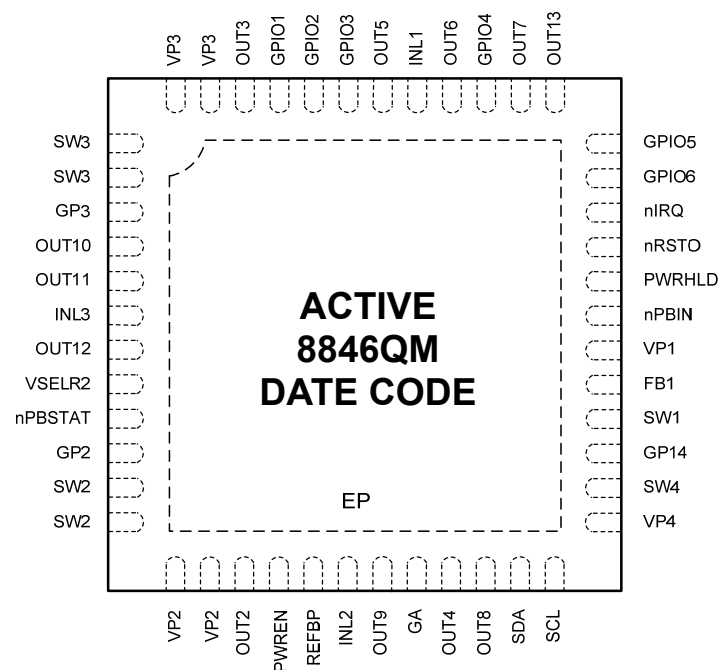 VP3
VP3
OUT3
GPIO1
GPIO2
GPIO3
OUT5
INL1
OUT6
GPIO4
OUT7
OUT13
SW3
SW3
GP3
OUT10
OUT11
INL3
OUT12
VSELR2
nPBSTAT
GP2
SW2
SW2
ACTIVE
8846QM
DATE CODE
EP
GPIO5
GPIO6
nIRQ
nRSTO
PWRHLD
nPBIN
VP1
FB1
SW1
GP14
SW4
VP4
VP2
VP2
OUT2
PWREN
REFBP
INL2
OUT9
GA
OUT4
OUT8
SDA
SCL